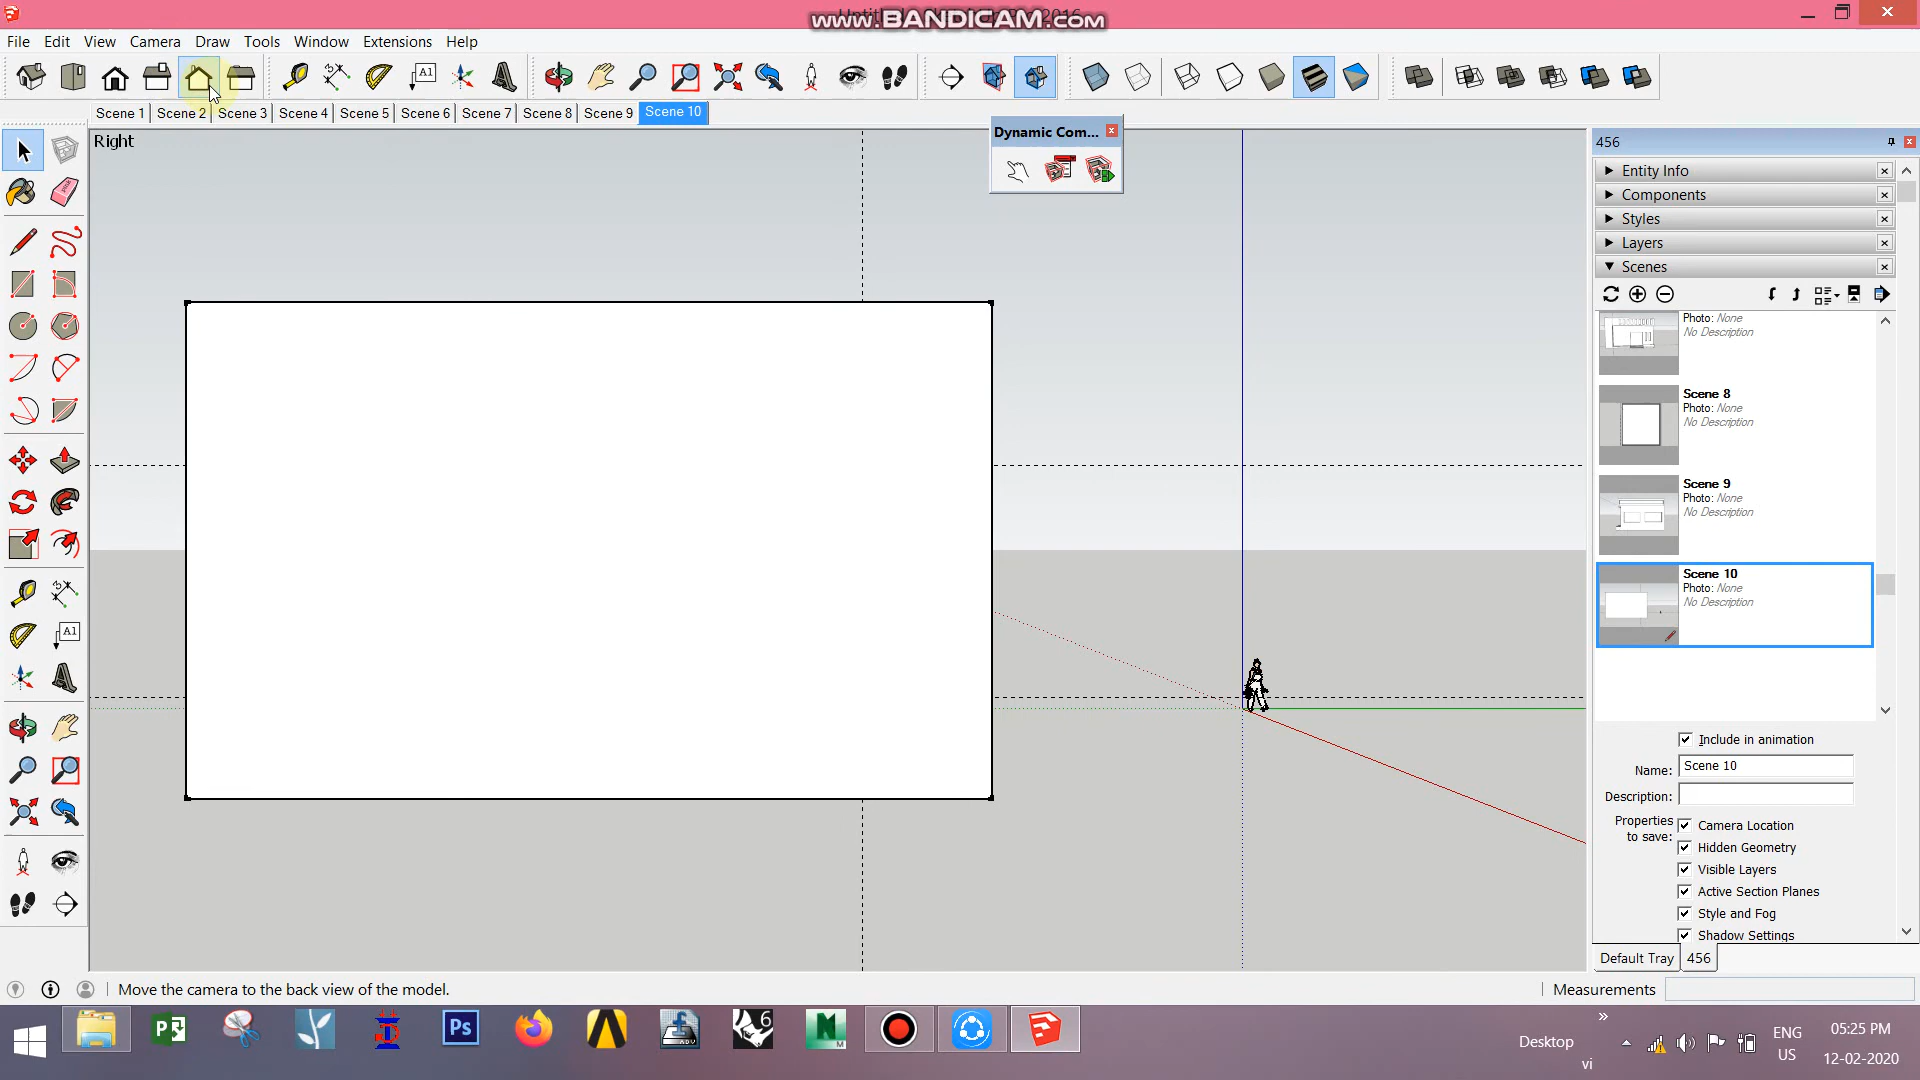 www.BANDICAM.COM
File Edit View Camera Draw Tools Window Extensions Help
A1
Scene 1 Scene 2 Scene 3 Scene 4 Scene 5 Scene 6 Scene 7 Scene 8 Scene 9 Scene 10
Right
Dynamic Com...
456
Entity Info
Components
Styles
Layers
Scenes
Photo: None
No Description
Scene 8
Photo: None
No Description
Scene 9
Photo: None
No Description
Scene 10
Photo: None
No Description
Include in animation
Name: Scene 10
Description:
Properties to save:
Camera Location
Hidden Geometry
Visible Layers
Active Section Planes
Style and Fog
Shadow Settings
Default Tray 456
A1
Move the camera to the back view of the model.
Measurements
P
Ps
6
N
M
Desktop
»
vi
ENG
US
05:25 PM
12-02-2020